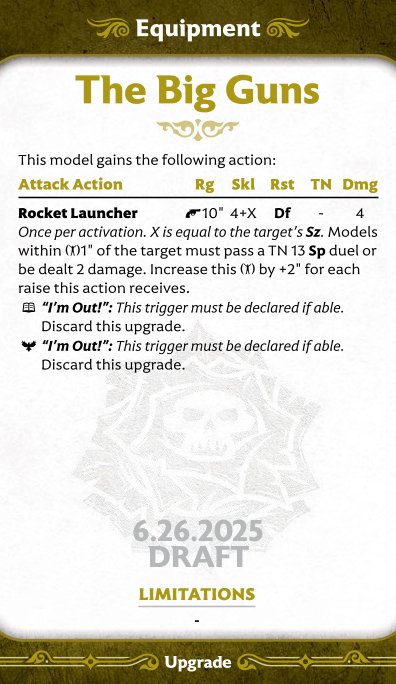 Equipment
The Big Guns
This model gains the following action:
Attack Action Rg Skl Rst TN Dmg
Rocket Launcher 10" 4+X Df - 4
Once per activation. X is equal to the target's Sz. Models
within 1" of the target must pass a TN 13 Sp duel or
be dealt 2 damage. Increase this by +2" for each
raise this action receives.
“I’m Out!”: This trigger must be declared if able.
Discard this upgrade.
“I’m Out!”: This trigger must be declared if able.
Discard this upgrade.
6.26.2025
DRAFT
LIMITATIONS
-
Upgrade